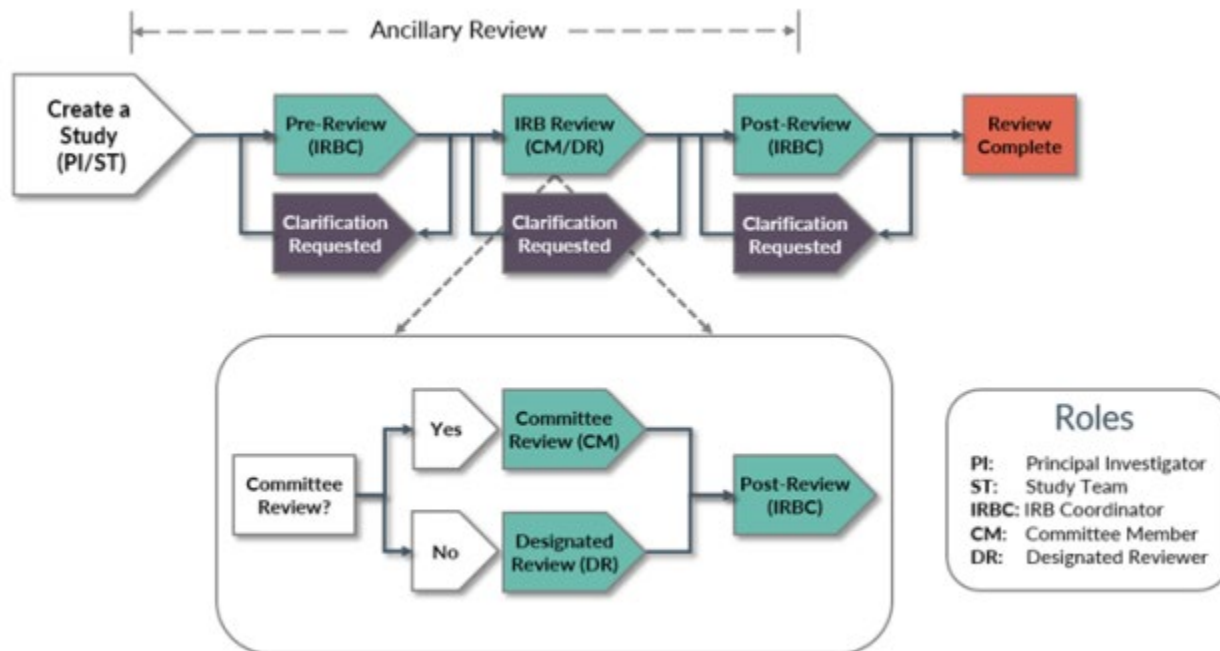 Ancillary Review
Create a
Study
(PI/ST)
Pre-Review
(IRBC)
IRB Review
(CM/DR)
Post-Review
(IRBC)
Review
Complete
Clarification
Requested
Clarification
Requested
Clarification
Requested
Committee
Review?
Yes
Committee
Review (CM)
No
Designated
Review (DR)
Post-Review
(IRBC)
Roles
PI: Principal Investigator
ST: Study Team
IRBC: IRB Coordinator
CM: Committee Member
DR: Designated Reviewer